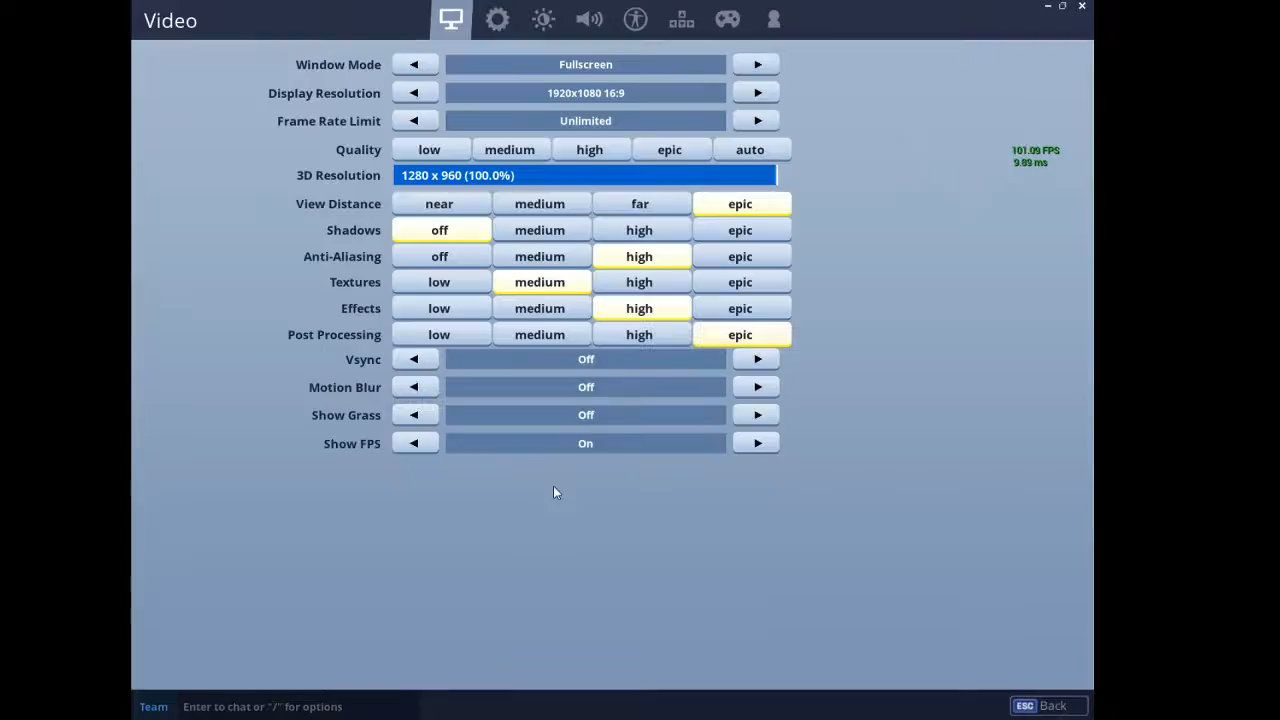 Video
Window Mode Fullscreen
Display Resolution 1920x1080 16:9
Frame Rate Limit Unlimited
Quality low medium high epic auto
101.09 FPS
9.89 ms
3D Resolution 1280 x 960 (100.0%)
View Distance near medium far epic
Shadows off medium high epic
Anti-Aliasing off medium high epic
Textures low medium high epic
Effects low medium high epic
Post Processing low medium high epic
Vsync Off
Motion Blur Off
Show Grass Off
Show FPS On
Team Enter to chat or "/" for options ESC Back